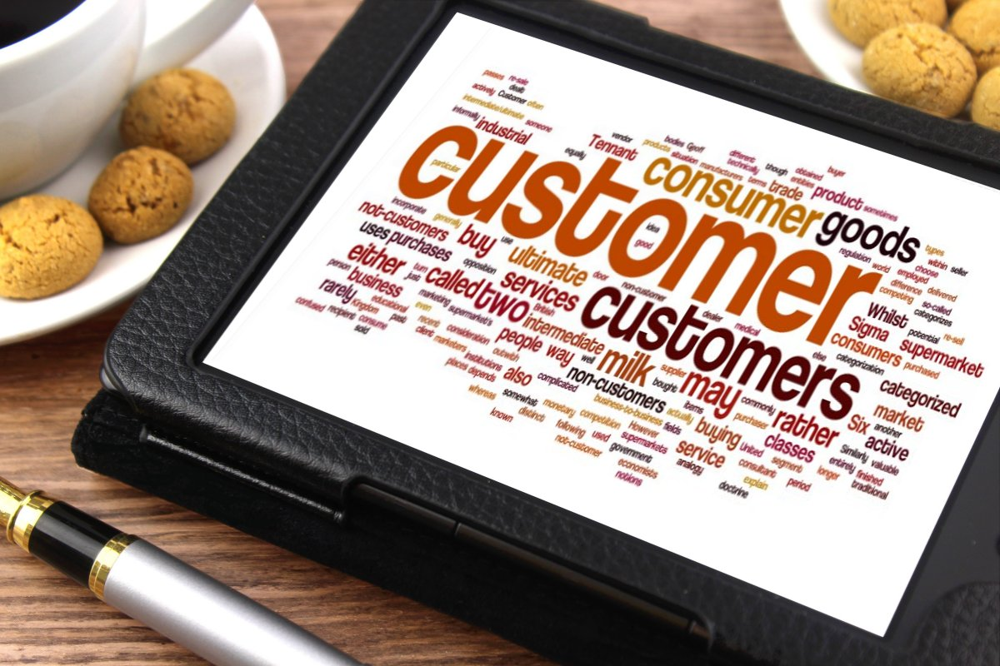 passes re-sale
actively dealt
Customer often
intermediate/ultimate someone
informally industrial
equally Tennant vendor
products situation bodies Geoff
manufacturers terms
different technically though
entities obtained buyer
trade product sometimes
particular customer
consumer goods
types within seller
regulation world employed choose
difference delivered
competing so-called categorizes
incorporate generally
not-customers buy use
idea good
uses purchases opposition
ultimate door
non-customer dealer medical
person either turn just
called two services
British
customers
Whilst potential re-sell
Sigma supermarket
consumers purchased
else categorization
categorized
business rarely
Kingdom educational past
marketing supermarket's
confused recipient consume
even sold
recent client marketers
consideration outwith
people way well
intermediate milk
supplier bought may
items commonly purchaser
rather Six market another
active
institutions places depends
also complicated
non-customers
business-to-business fields
actually buying
United classes
Similarly valuable
entirely finished
traditional
whereas somewhat
known distinct
monetary competition
However
following used supermarkets
not-customer government
analogy service
consultant segment longer
economists notions
explain period
doctrine